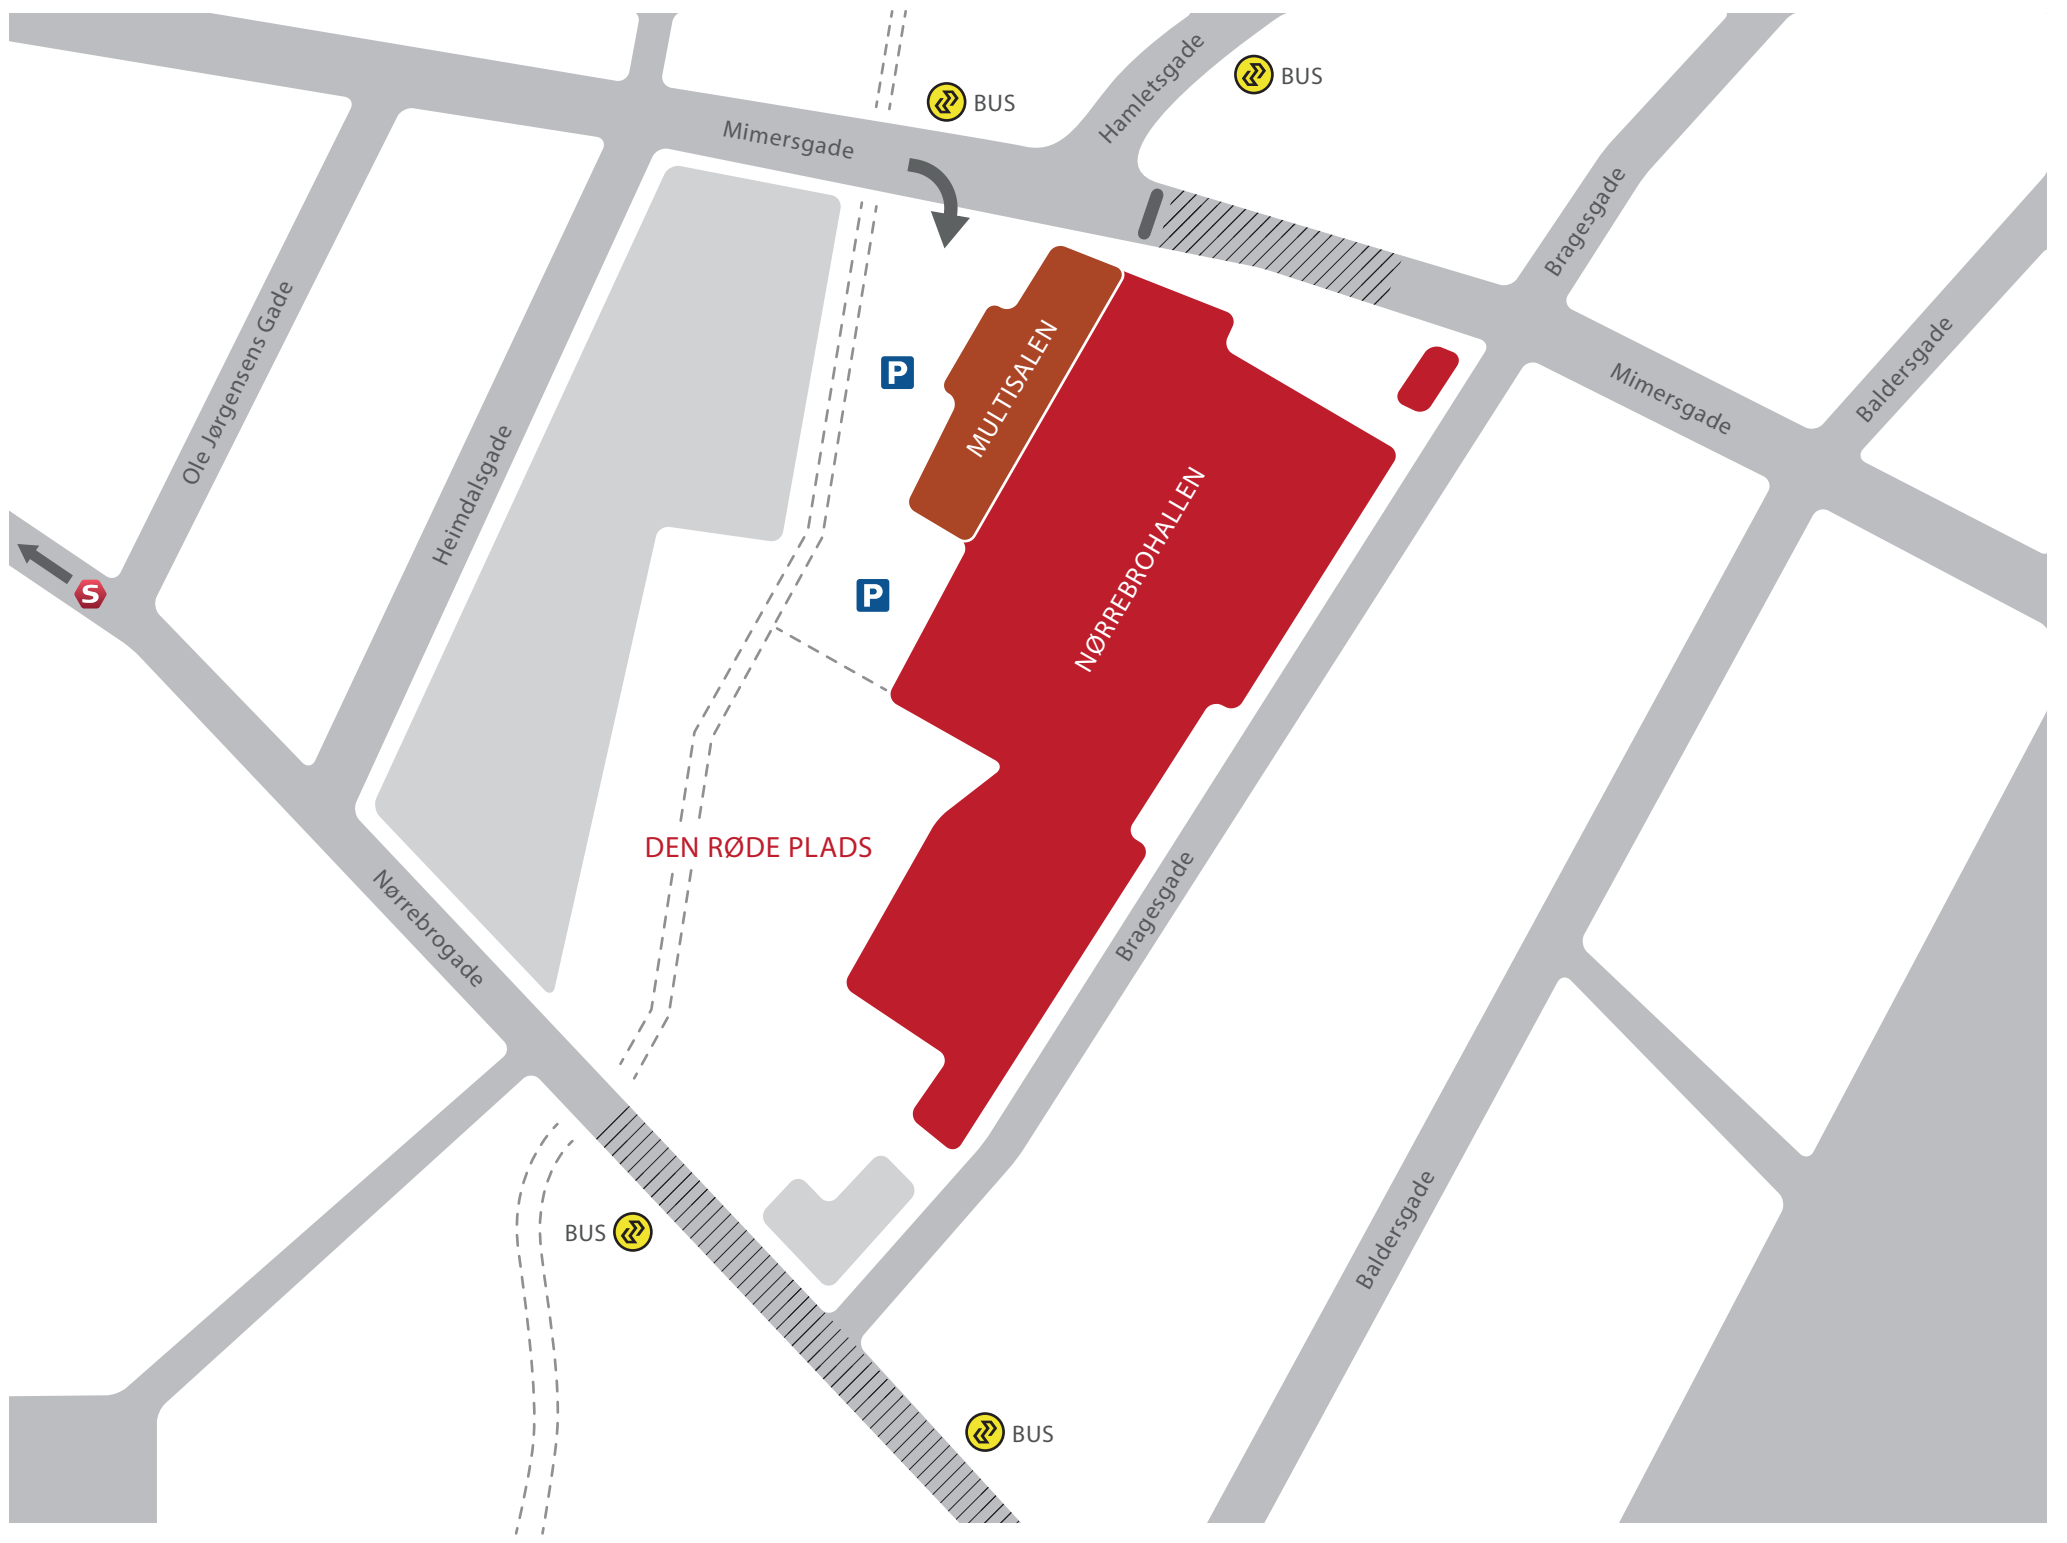 Hamletsgade
BUS
BUS
Mimersgade
Bragesgade
Ole Jørgensens Gade
MULTISALEN
P
Mimersgade
Baldersgade
Heimdalsgade
NØRREBROHALLEN
S
P
DEN RØDE PLADS
Nørrebrogade
Bragesgade
BUS
Baldersgade
BUS